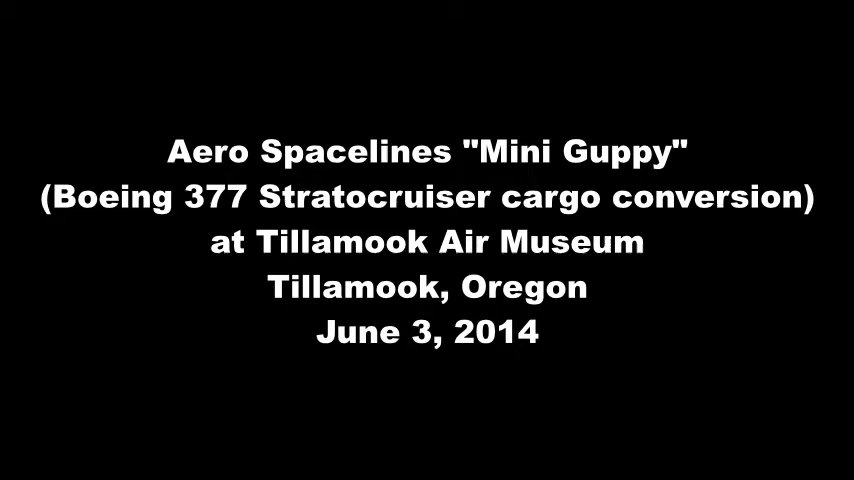 Aero Spacelines "Mini Guppy"
(Boeing 377 Stratocruiser cargo conversion)
at Tillamook Air Museum
Tillamook, Oregon
June 3, 2014